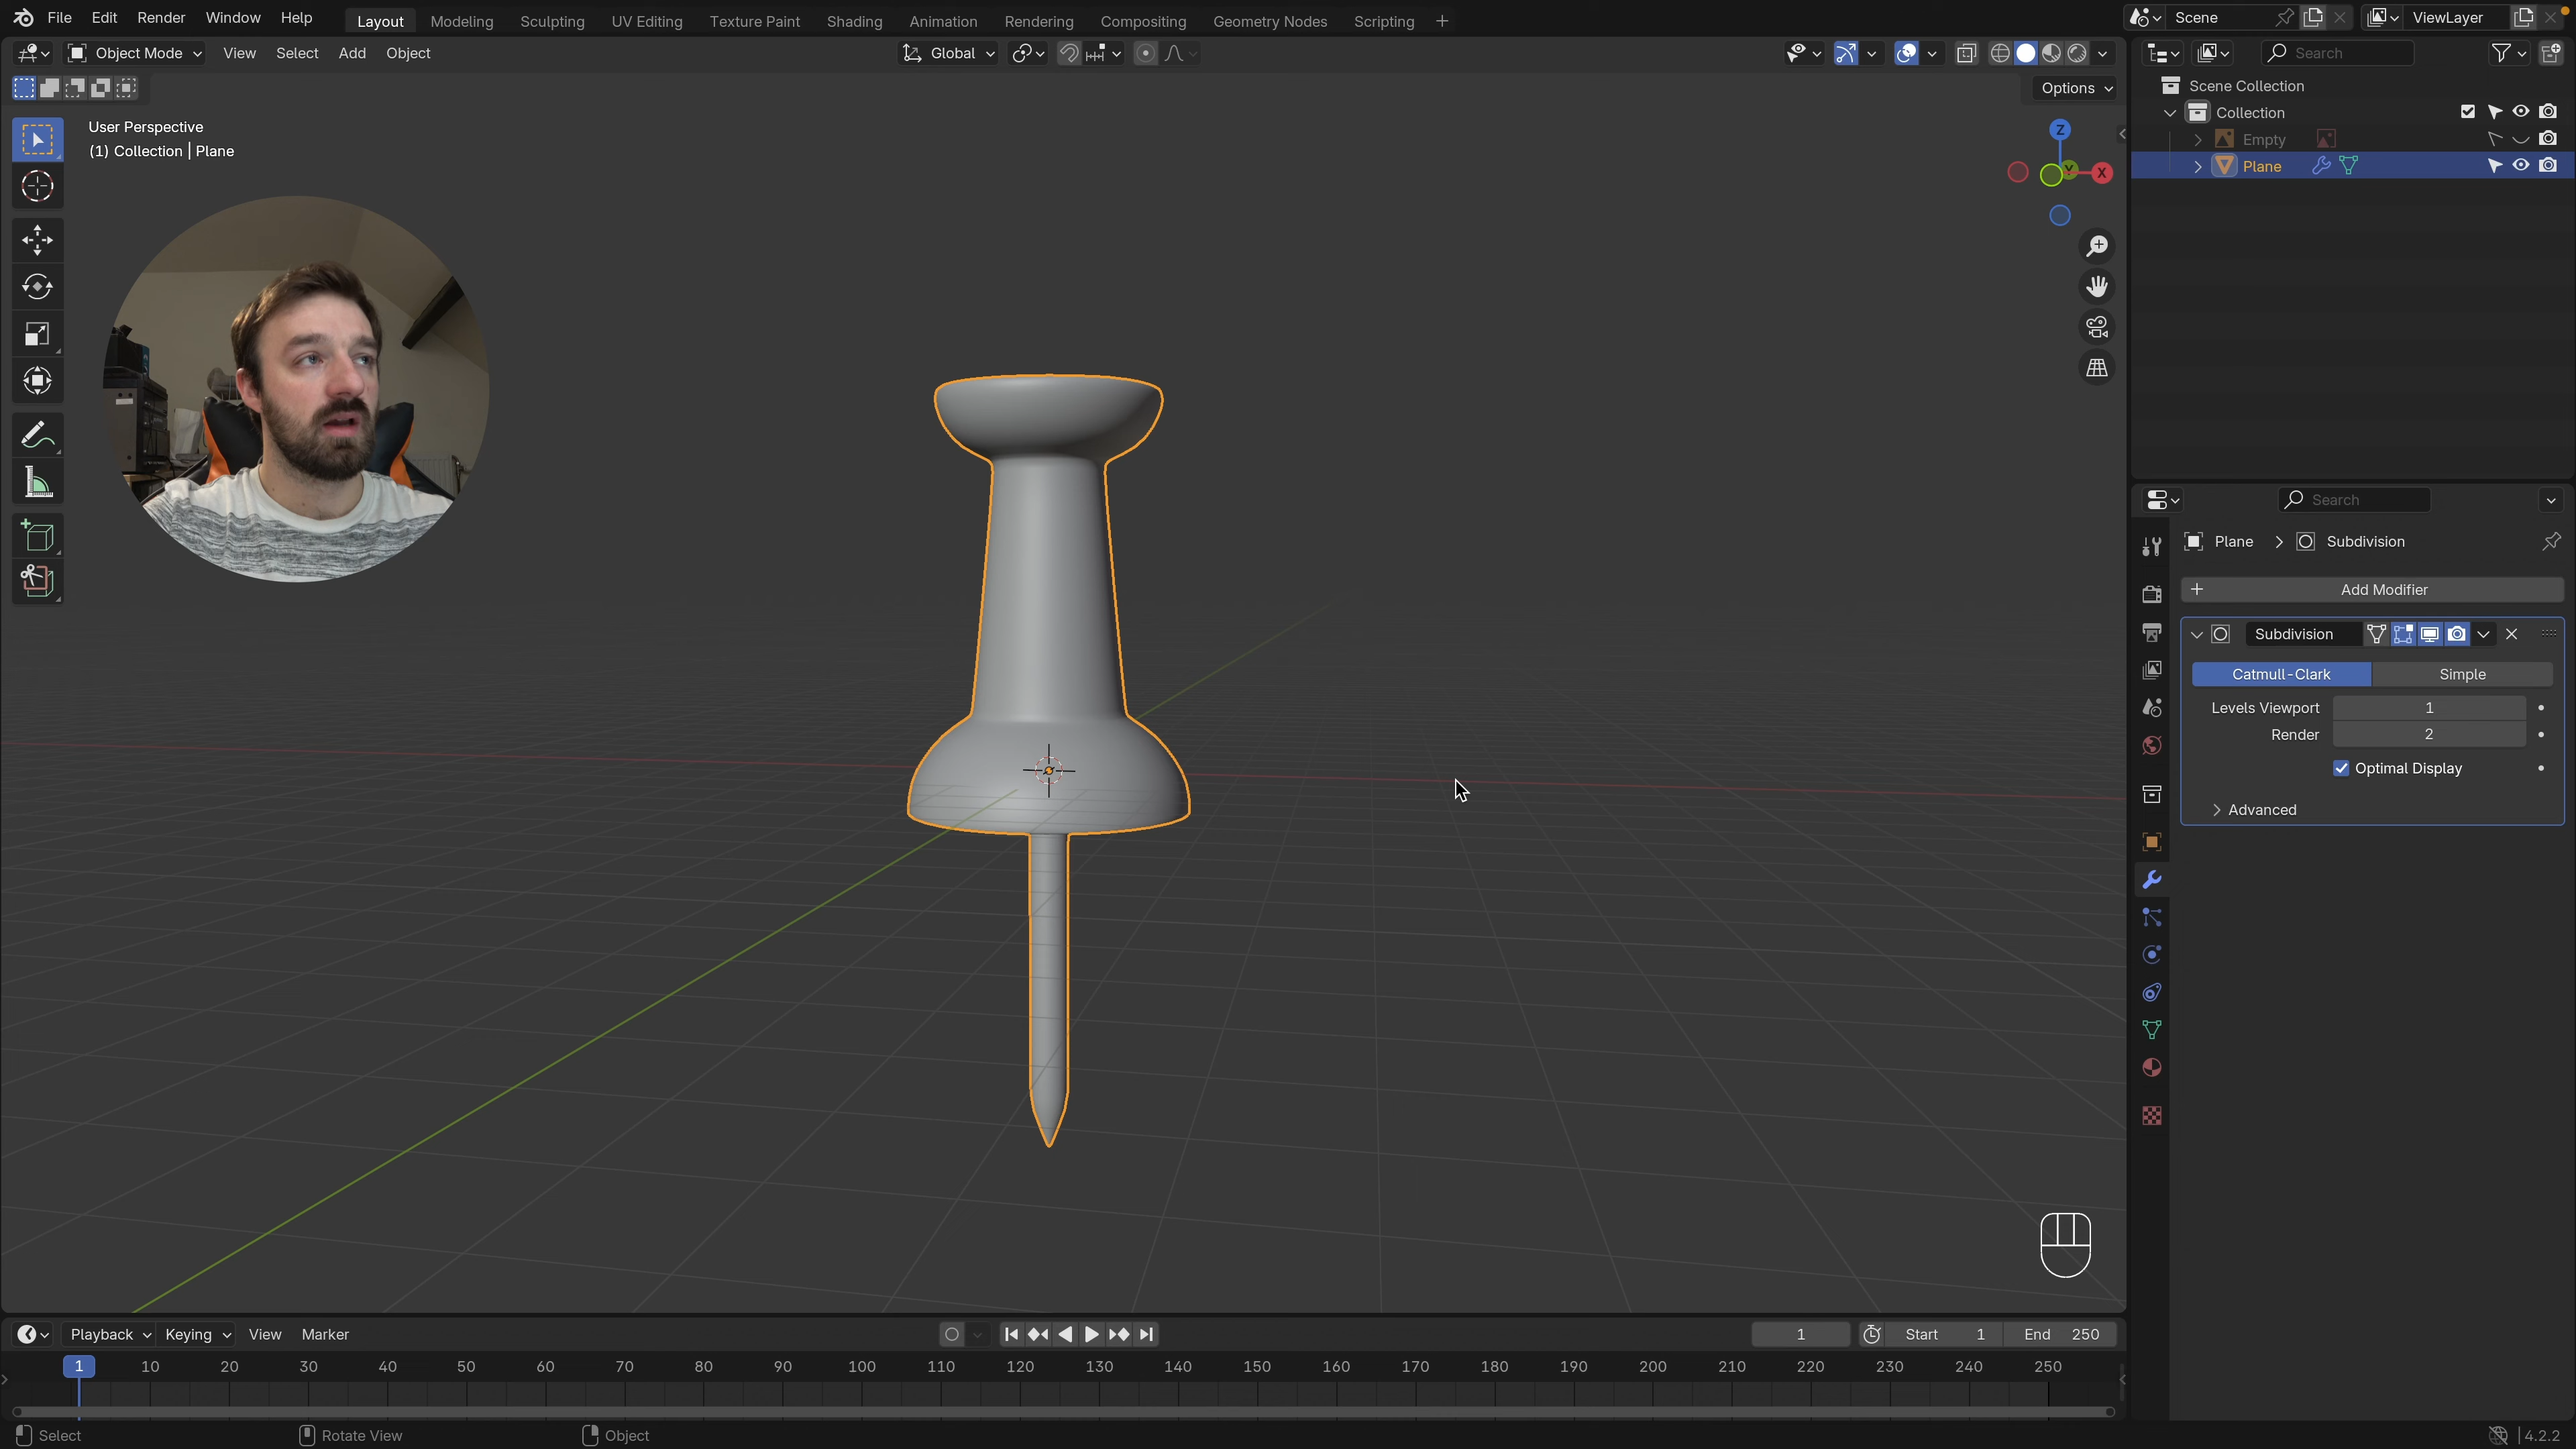 File Edit Render Window Help Layout Modeling Sculpting UV Editing Texture Paint Shading Animation Rendering Compositing Geometry Nodes Scripting Scene ViewLayer
Object Mode View Select Add Object Global Search
Options
User Perspective
(1) Collection | Plane
Z
Y
X
Scene Collection
Collection
Empty
Plane
Search
Plane Subdivision
Add Modifier
Subdivision
Catmull-Clark Simple
Levels Viewport 1
Render 2
Optimal Display
Advanced
Playback Keying View Marker 1 Start 1 End 250
1 10 20 30 40 50 60 70 80 90 100 110 120 130 140 150 160 170 180 190 200 210 220 230 240 250
Select Rotate View Object 4.2.2